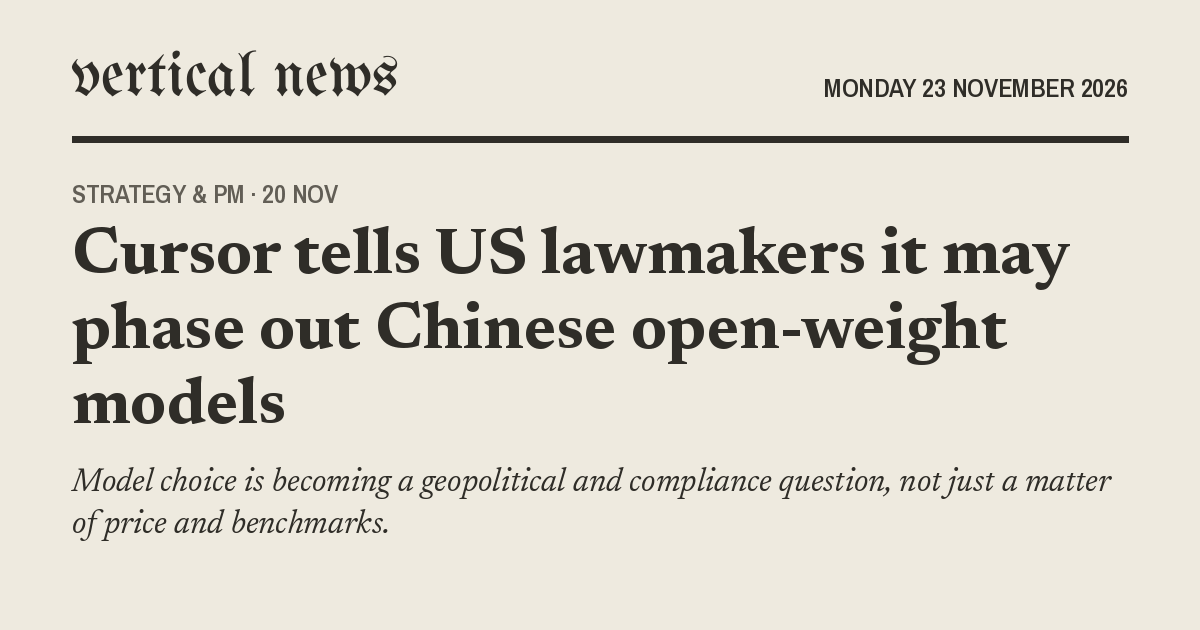 vertical news
MONDAY 23 NOVEMBER 2026
STRATEGY & PM · 20 NOV
Cursor tells US lawmakers it may
phase out Chinese open-weight
models
Model choice is becoming a geopolitical and compliance question, not just a matter
of price and benchmarks.